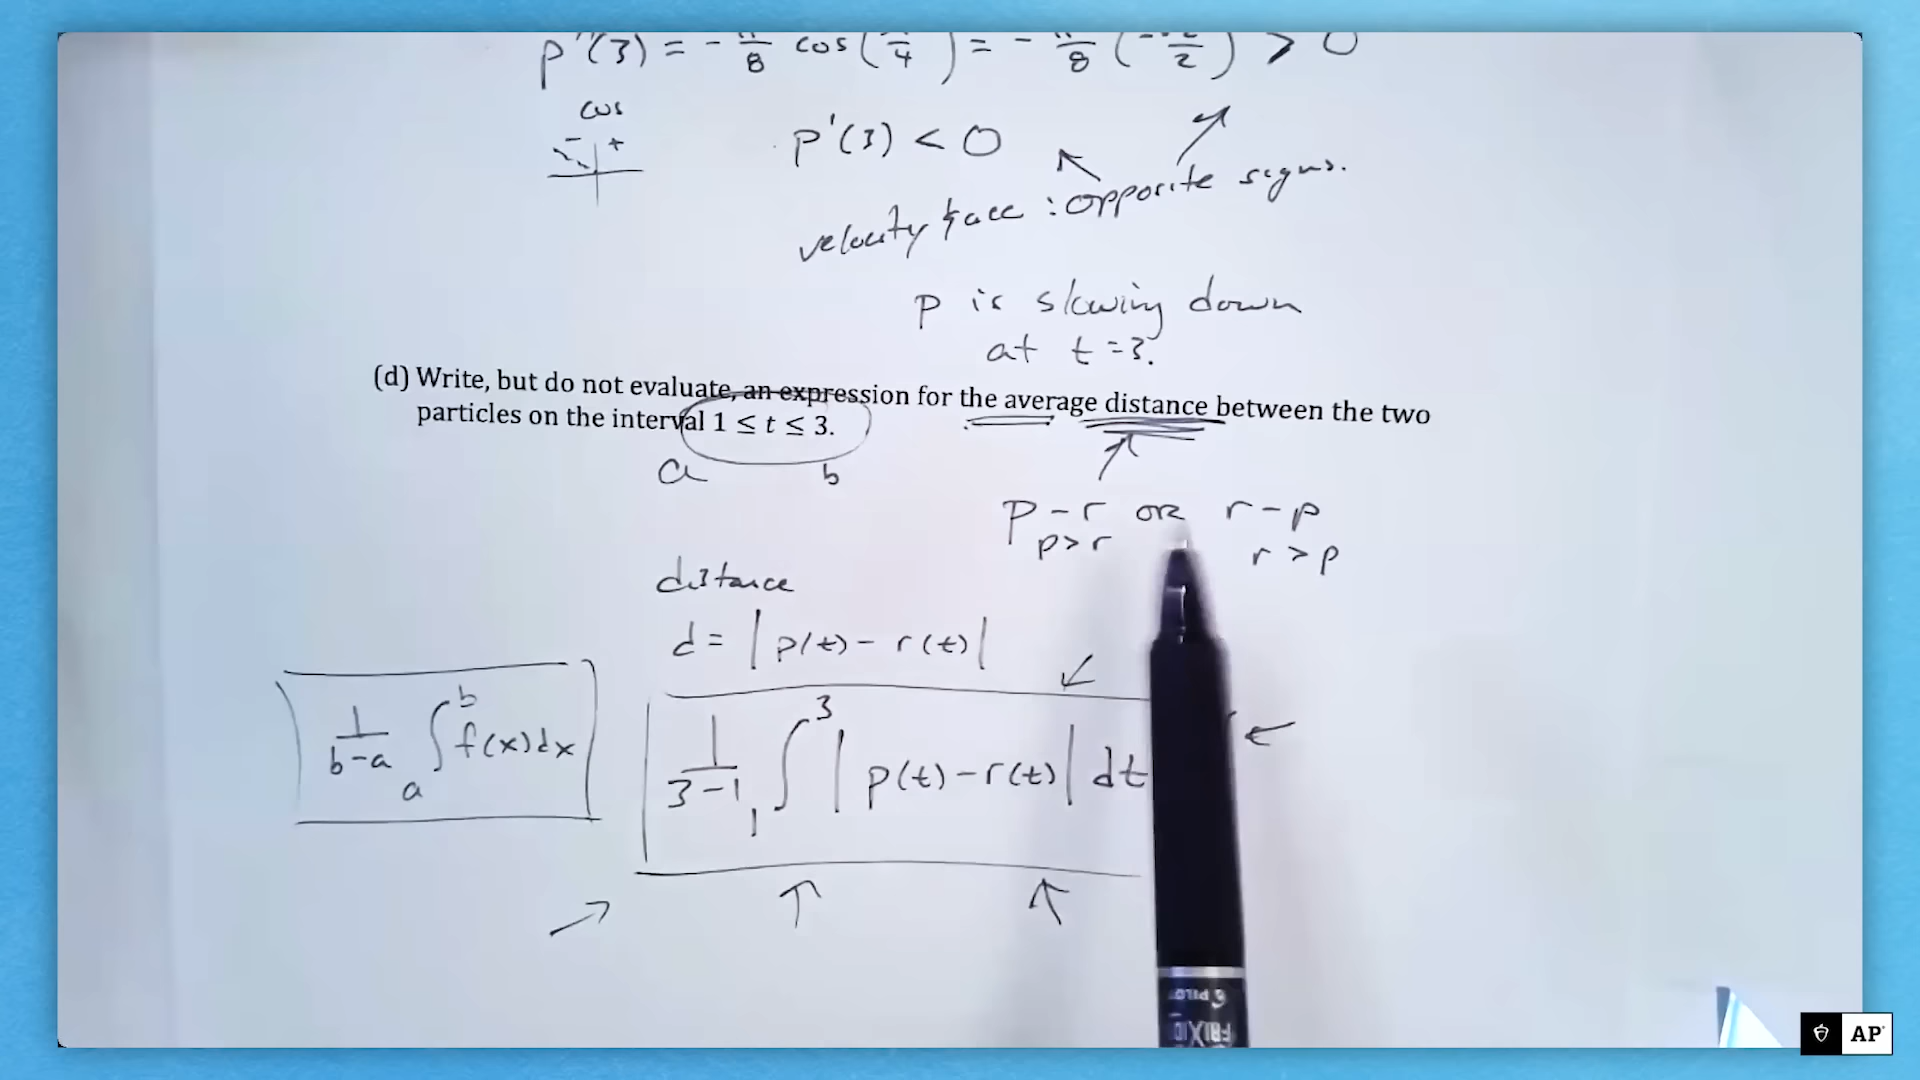 p''(3) = - π/8 cos( /4 ) = - π/8 ( -√2/2 ) > 0
cos
- +
p'(3) < 0
velocity & acc : opposite signs.
p is slowing down
at t = 3.
(d) Write, but do not evaluate, an expression for the average distance between the two
particles on the interval 1 ≤ t ≤ 3.
a b
p - r or r - p
p > r r > p
distance
d = | p(t) - r(t) |
1/(b-a) ∫_a^b f(x) dx
1/(3-1) ∫_1^3 | p(t) - r(t) | dt
PILOT
FRIXIO
AP